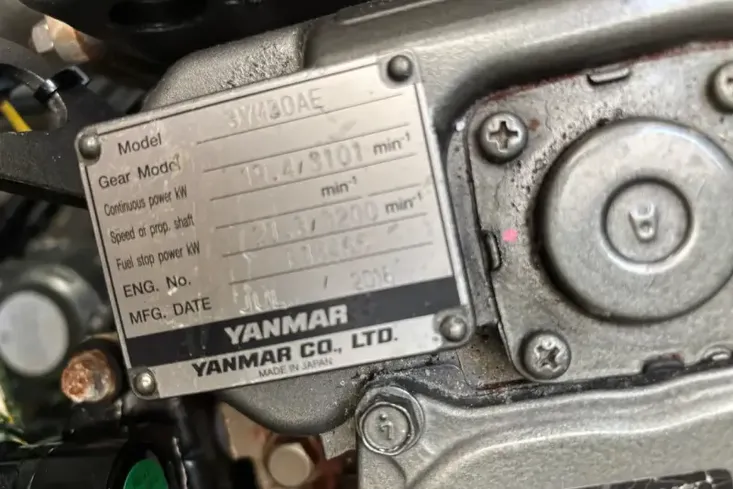 Model 3YM30AE
Gear Model
Continuous power kW 19.4/3101 min⁻¹
Speed of prop. shaft min⁻¹
Fuel stop power kW 21.3/3200 min⁻¹
ENG. No.
MFG. DATE JUL / 2016
YANMAR
YANMAR CO., LTD.
MADE IN JAPAN